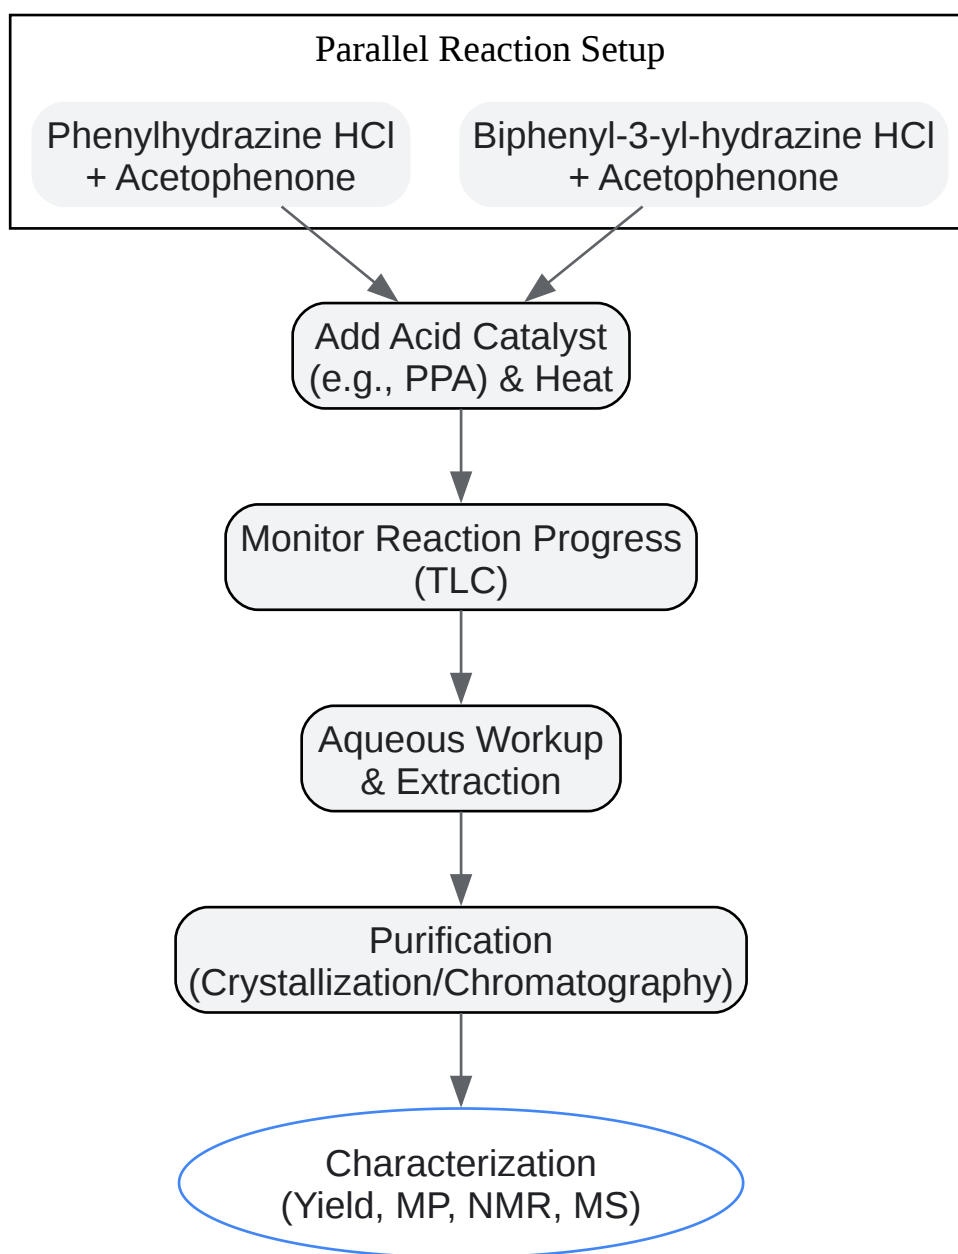 Parallel Reaction Setup
Phenylhydrazine HCl
+ Acetophenone
Biphenyl-3-yl-hydrazine HCl
+ Acetophenone
Add Acid Catalyst
(e.g., PPA) & Heat
Monitor Reaction Progress
(TLC)
Aqueous Workup
& Extraction
Purification
(Crystallization/Chromatography)
Characterization
(Yield, MP, NMR, MS)